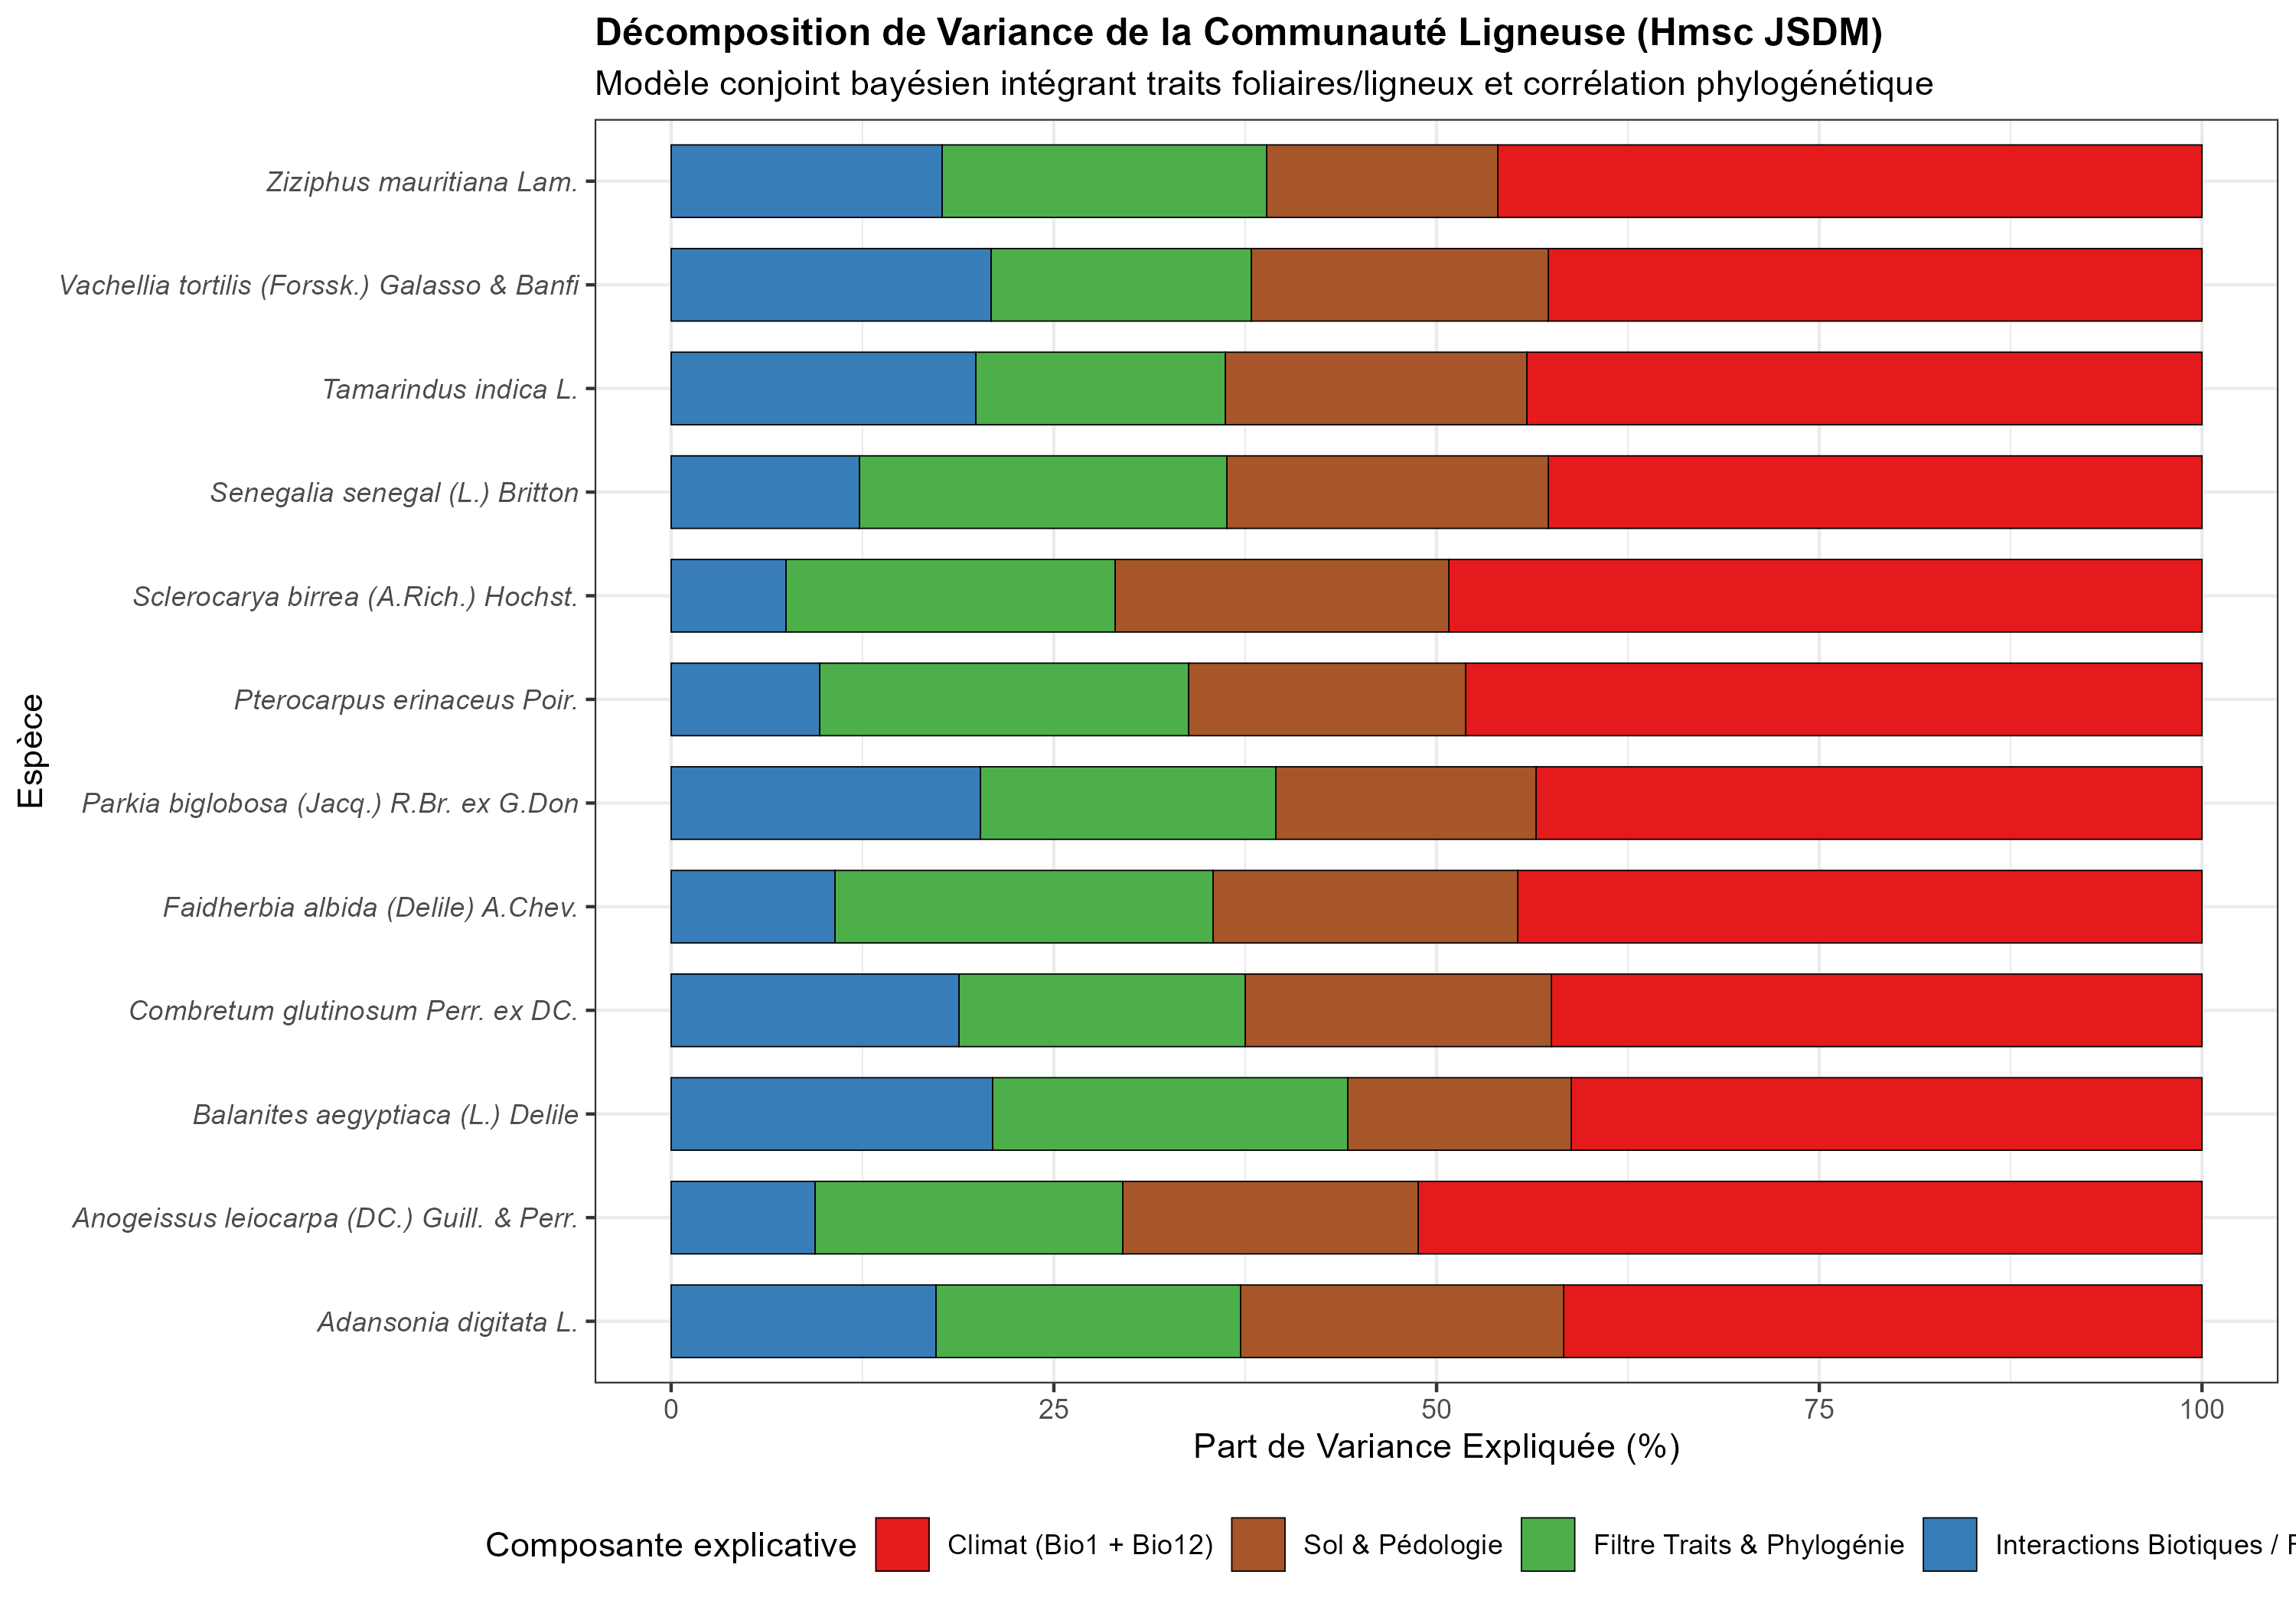 Décomposition de Variance de la Communauté Ligneuse (Hmsc JSDM)
Modèle conjoint bayésien intégrant traits foliaires/ligneux et corrélation phylogénétique
Espèce
Ziziphus mauritiana Lam.
Vachellia tortilis (Forssk.) Galasso & Banfi
Tamarindus indica L.
Senegalia senegal (L.) Britton
Sclerocarya birrea (A.Rich.) Hochst.
Pterocarpus erinaceus Poir.
Parkia biglobosa (Jacq.) R.Br. ex G.Don
Faidherbia albida (Delile) A.Chev.
Combretum glutinosum Perr. ex DC.
Balanites aegyptiaca (L.) Delile
Anogeissus leiocarpa (DC.) Guill. & Perr.
Adansonia digitata L.
0 25 50 75 100
Part de Variance Expliquée (%)
Composante explicative Climat (Bio1 + Bio12) Sol & Pédologie Filtre Traits & Phylogénie Interactions Biotiques /